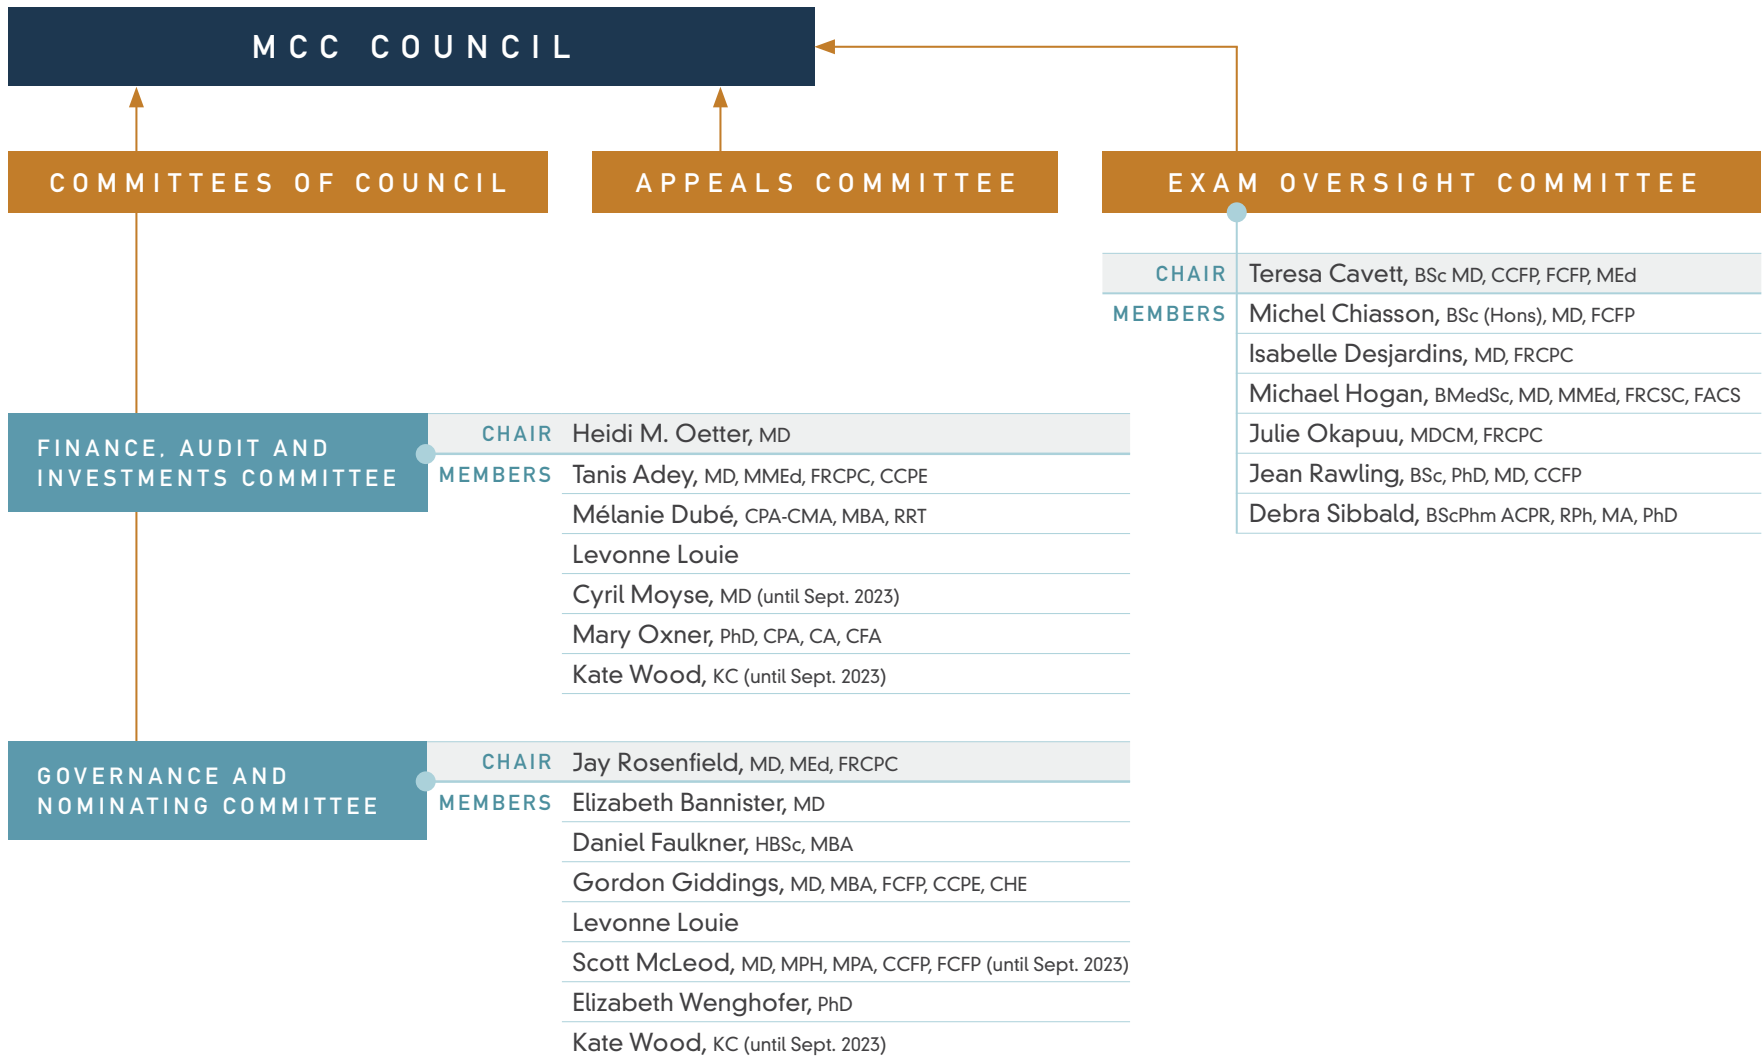 MCC COUNCIL
COMMITTEES OF COUNCIL
APPEALS COMMITTEE
EXAM OVERSIGHT COMMITTEE
CHAIR Teresa Cavett, BSc MD, CCFP, FCFP, MEd
MEMBERS Michel Chiasson, BSc (Hons), MD, FCFP
Isabelle Desjardins, MD, FRCPC
Michael Hogan, BMedSc, MD, MMEd, FRCSC, FACS
Julie Okapuu, MDCM, FRCPC
Jean Rawling, BSc, PhD, MD, CCFP
Debra Sibbald, BScPhm ACPR, RPh, MA, PhD
FINANCE, AUDIT AND
INVESTMENTS COMMITTEE
CHAIR Heidi M. Oetter, MD
MEMBERS Tanis Adey, MD, MMEd, FRCPC, CCPE
Mélanie Dubé, CPA-CMA, MBA, RRT
Levonne Louie
Cyril Moyse, MD (until Sept. 2023)
Mary Oxner, PhD, CPA, CA, CFA
Kate Wood, KC (until Sept. 2023)
GOVERNANCE AND
NOMINATING COMMITTEE
CHAIR Jay Rosenfield, MD, MEd, FRCPC
MEMBERS Elizabeth Bannister, MD
Daniel Faulkner, HBSc, MBA
Gordon Giddings, MD, MBA, FCFP, CCPE, CHE
Levonne Louie
Scott McLeod, MD, MPH, MPA, CCFP, FCFP (until Sept. 2023)
Elizabeth Wenghofer, PhD
Kate Wood, KC (until Sept. 2023)